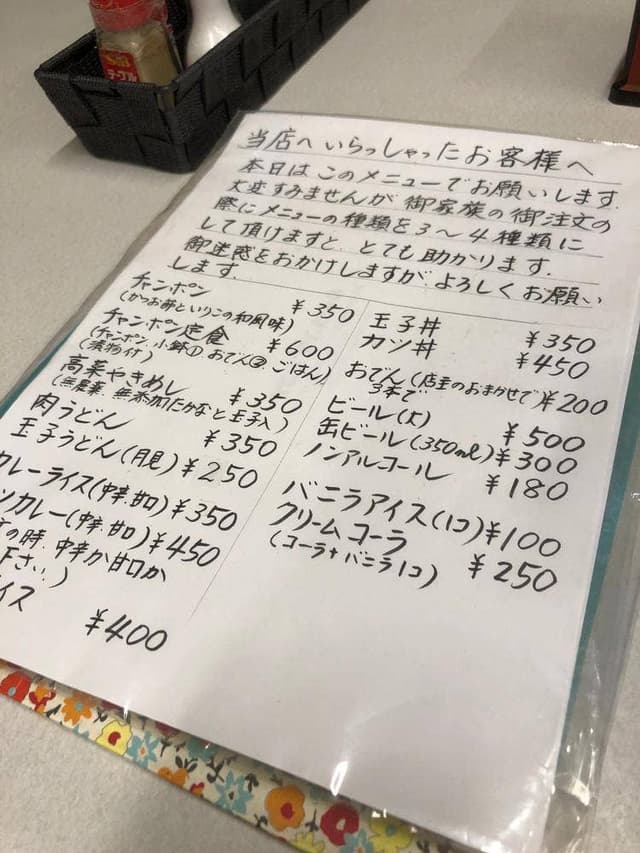 S&B
テーブル
当店へいらっしゃったお客様へ
本日はこのメニューでお願いします.
大変すみませんが御家族の御注文の
際にメニューの種類を3〜4種類に
して頂けますと、とても助かります.
御迷惑をおかけしますが、よろしくお願い
します.
チャンポン ¥350
(かつお節といりこの和風味)
チャンポン定食 ¥600
(チャンポン、小鉢①、おでん②、ごはん)
(漬物付)
高菜やきめし ¥350
(無農薬、無添加たかなと玉子入)
肉うどん ¥350
玉子うどん(月見) ¥250
カレーライス(中辛.甘口) ¥350
ツカレー(中辛.甘口) ¥450
の時、中辛か甘口か
下さい.)
イス ¥400
玉子丼 ¥350
カツ丼 ¥450
おでん(店主のおまかせで) ¥200
3本で
ビール(大) ¥500
缶ビール(350ml) ¥300
ノンアルコール ¥180
バニラアイス(1コ) ¥100
クリームコーラ ¥250
(コーラ+バニラ1コ)